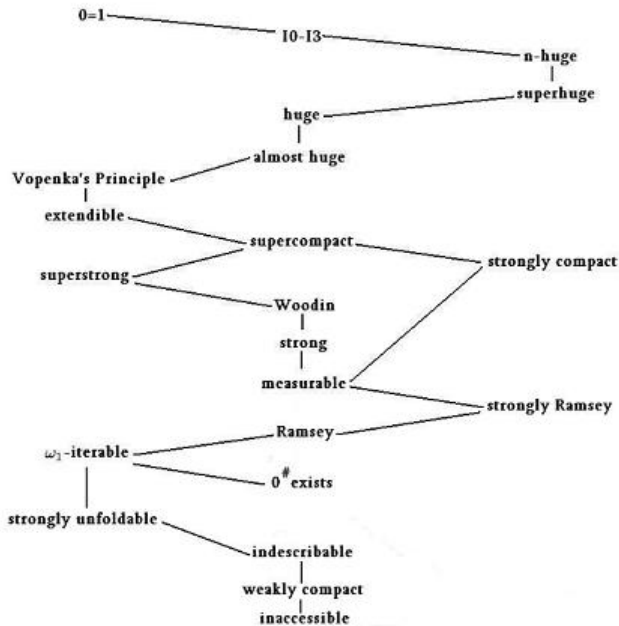 0=1
I0-I3
n-huge
superhuge
huge
almost huge
Vopenka's Principle
extendible
supercompact
strongly compact
superstrong
Woodin
strong
measurable
strongly Ramsey
Ramsey
ω₁-iterable
0# exists
strongly unfoldable
indescribable
weakly compact
inaccessible